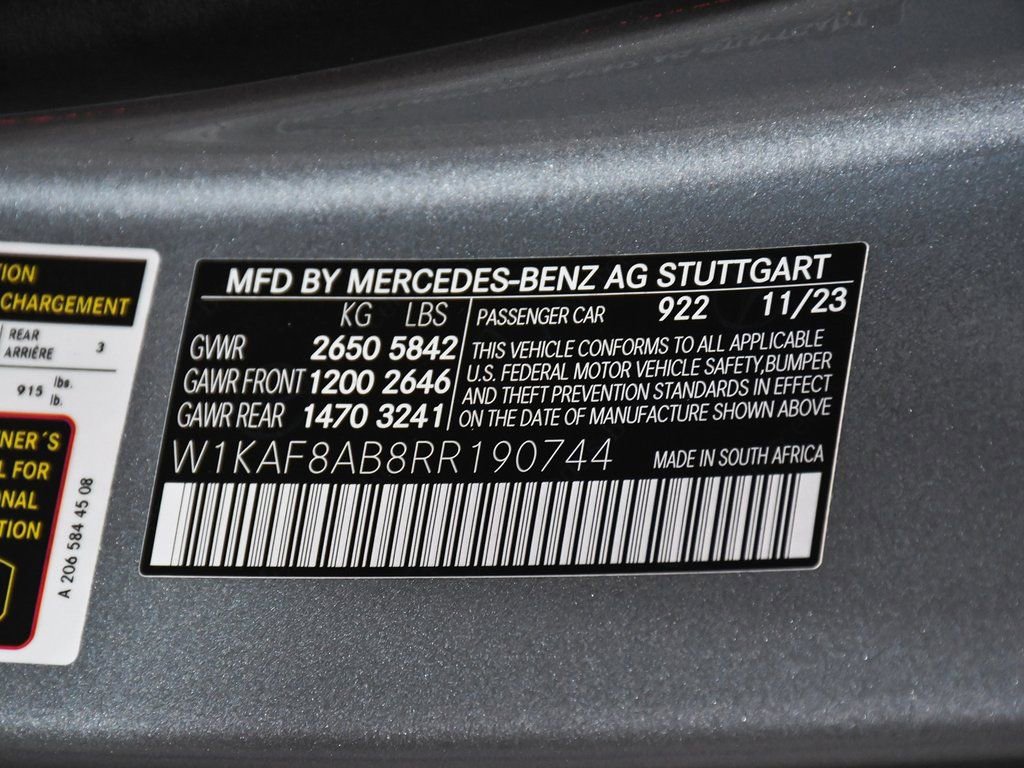 TION
CHARGEMENT
REAR
ARRIÈRE 3
915 lbs.
lb.
NER´S
L FOR
NAL
TION
A 206 584 45 08
MFD BY MERCEDES-BENZ AG STUTTGART
KG LBS
GVWR 2650 5842
GAWR FRONT 1200 2646
GAWR REAR 1470 3241
PASSENGER CAR 922 11/23
THIS VEHICLE CONFORMS TO ALL APPLICABLE
U.S. FEDERAL MOTOR VEHICLE SAFETY,BUMPER
AND THEFT PREVENTION STANDARDS IN EFFECT
ON THE DATE OF MANUFACTURE SHOWN ABOVE
W1KAF8AB8RR190744 MADE IN SOUTH AFRICA